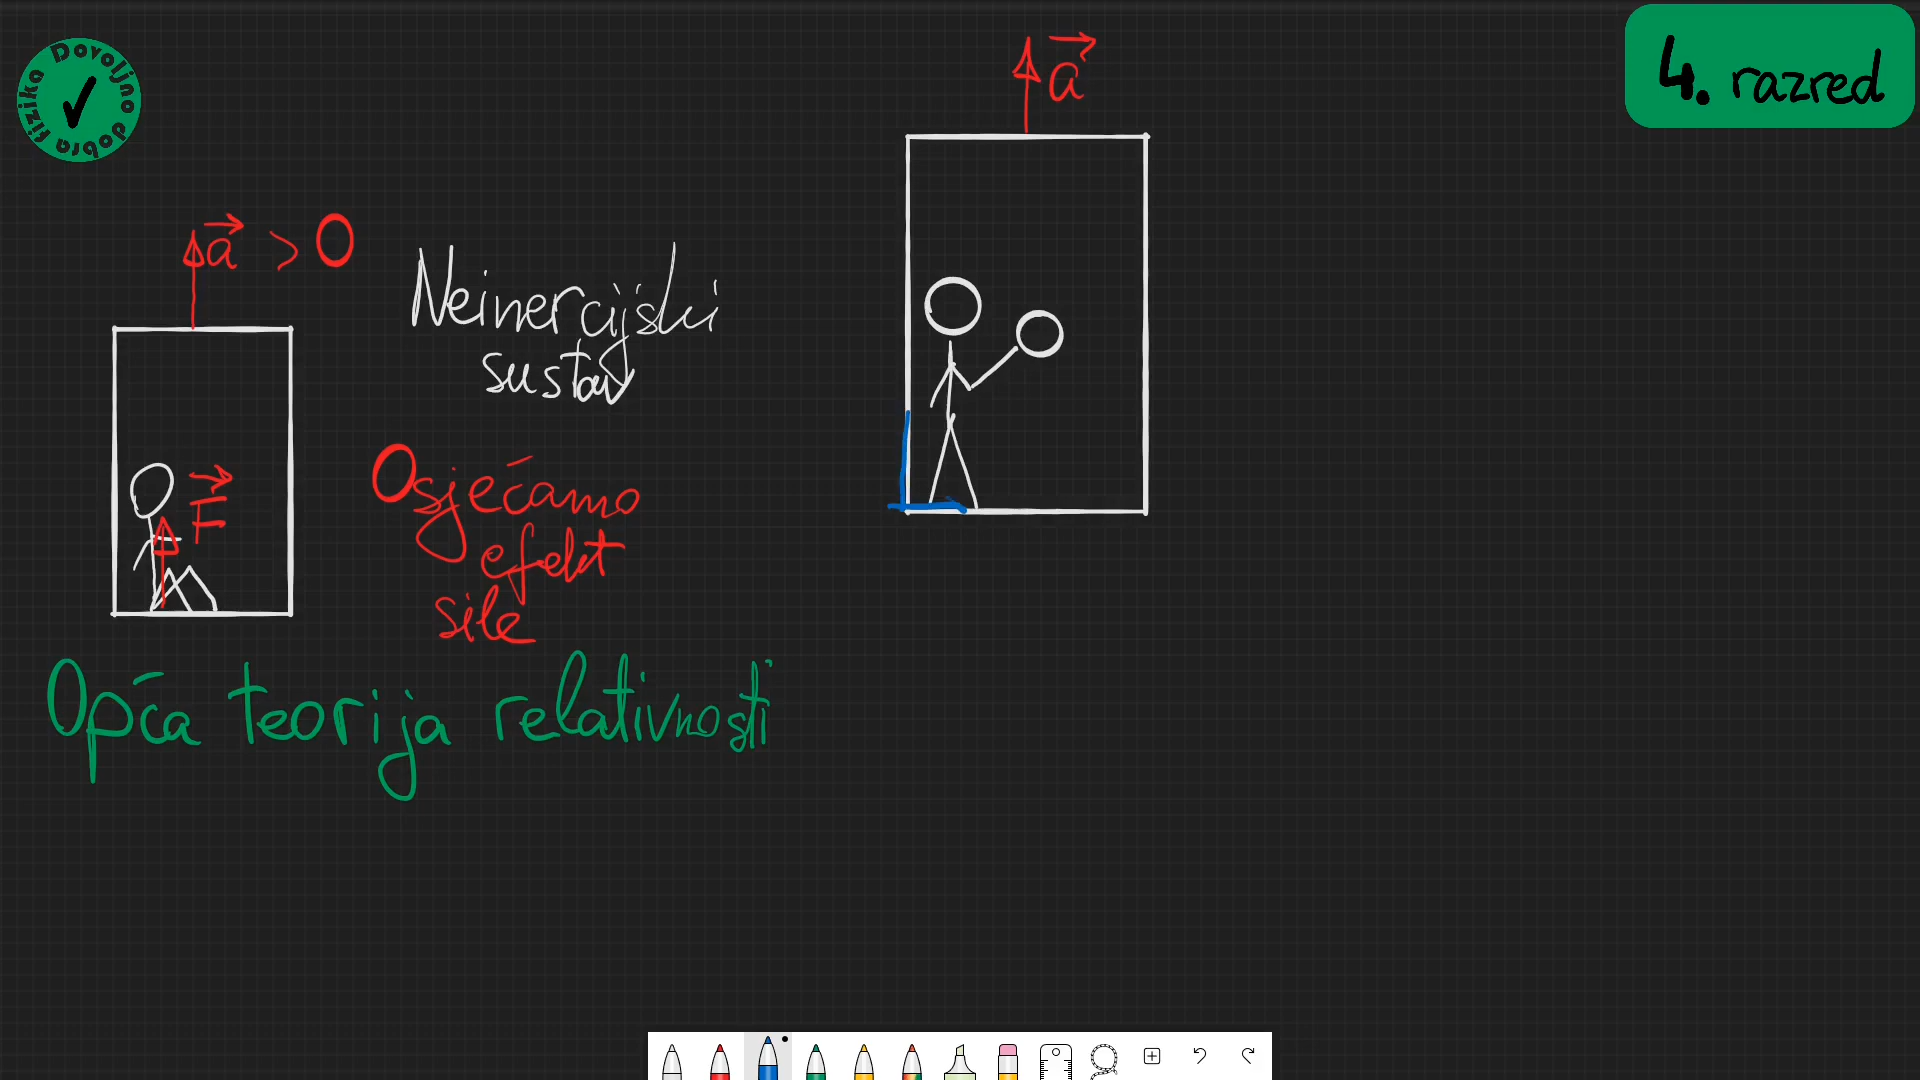 Dovoljno dobra fizika
4. razred
a
a > 0
Neinercijski
sustav
F
Osjećamo
efekt
sile
Opća teorija relativnosti